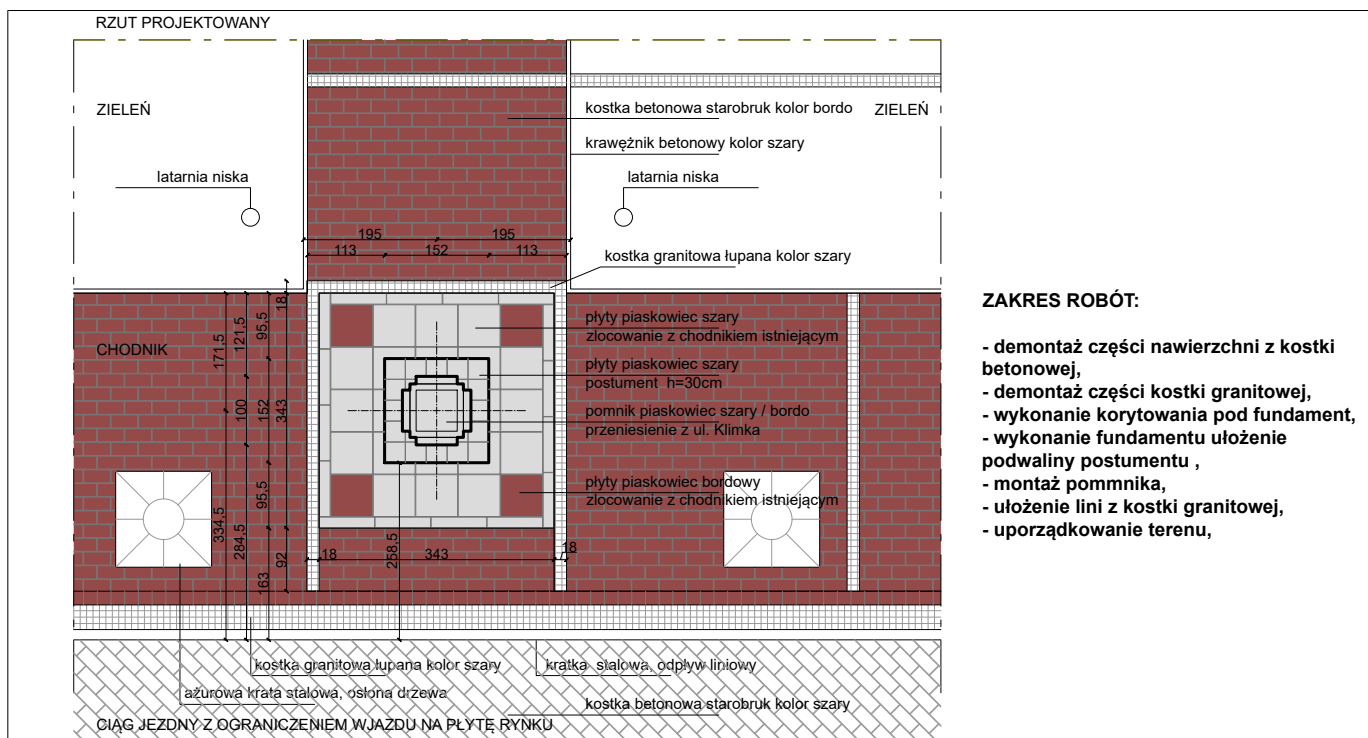 RZUT PROJEKTOWANY
kostka betonowa starobruk kolor bordo
ZIELEŃ
ZIELEŃ
krawężnik betonowy kolor szary
latarnia niska
latarnia niska
195
195
113
152
113
kostka granitowa łupana kolor szary
18
171,5
121,5
95,5
płyty piaskowiec szary
zlocowanie z chodnikiem istniejącym
CHODNIK
płyty piaskowiec szary
postument h=30cm
100
152
343
pomnik piaskowiec szary / bordo
przeniesienie z ul. Klimka
płyty piaskowiec bordowy
zlocowanie z chodnikiem istniejącym
95,5
334,5
284,5
163
92
18
343
258,5
18
kostka granitowa łupana kolor szary
kratka stalowa, odpływ liniowy
ażurowa krata stalowa, osłona drzewa
kostka betonowa starobruk kolor szary
CIĄG JEZDNY Z OGRANICZENIEM WJAZDU NA PŁYTĘ RYNKU
ZAKRES ROBÓT:
- demontaż części nawierzchni z kostki
betonowej,
- demontaż części kostki granitowej,
- wykonanie korytowania pod fundament,
- wykonanie fundamentu ułożenie
podwaliny postumentu ,
- montaż pommnika,
- ułożenie lini z kostki granitowej,
- uporządkowanie terenu,